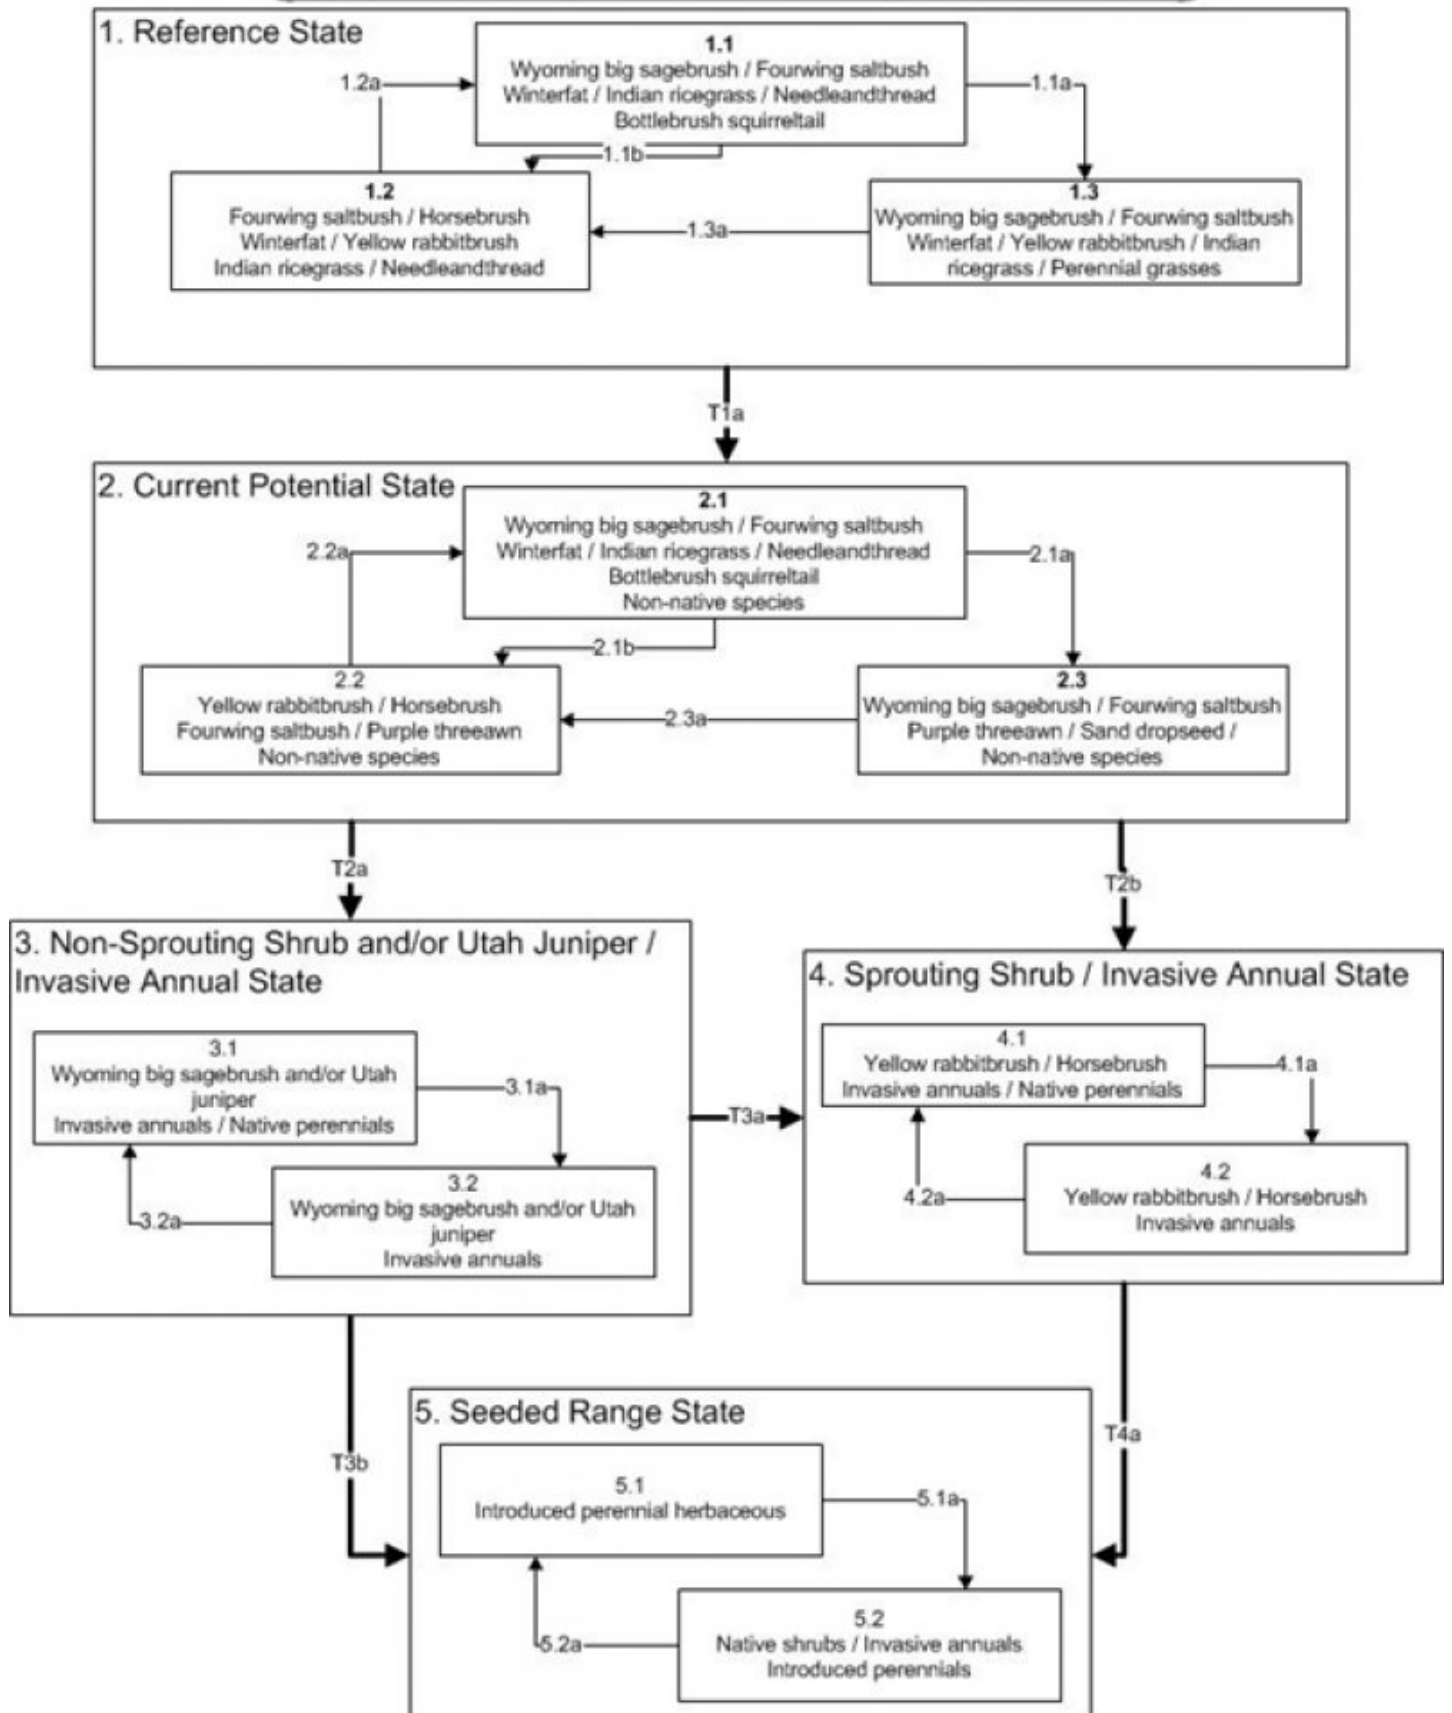 1. Reference State
1.1
Wyoming big sagebrush / Fourwing saltbush
Winterfat / Indian ricegrass / Needleandthread
Bottlebrush squirreltail
1.2a
1.1a
1.1b
1.2
Fourwing saltbush / Horsebrush
Winterfat / Yellow rabbitbrush
Indian ricegrass / Needleandthread
1.3a
1.3
Wyoming big sagebrush / Fourwing saltbush
Winterfat / Yellow rabbitbrush / Indian
ricegrass / Perennial grasses
T1a
2. Current Potential State
2.1
Wyoming big sagebrush / Fourwing saltbush
Winterfat / Indian ricegrass / Needleandthread
Bottlebrush squirreltail
Non-native species
2.2a
2.1a
2.1b
2.2
Yellow rabbitbrush / Horsebrush
Fourwing saltbush / Purple threeawn
Non-native species
2.3a
2.3
Wyoming big sagebrush / Fourwing saltbush
Purple threeawn / Sand dropseed /
Non-native species
T2a
T2b
3. Non-Sprouting Shrub and/or Utah Juniper /
Invasive Annual State
3.1
Wyoming big sagebrush and/or Utah
juniper
Invasive annuals / Native perennials
3.1a
3.2
Wyoming big sagebrush and/or Utah
juniper
Invasive annuals
3.2a
T3a
4. Sprouting Shrub / Invasive Annual State
4.1
Yellow rabbitbrush / Horsebrush
Invasive annuals / Native perennials
4.1a
4.2
Yellow rabbitbrush / Horsebrush
Invasive annuals
4.2a
T3b
T4a
5. Seeded Range State
5.1
Introduced perennial herbaceous
5.1a
5.2
Native shrubs / Invasive annuals
Introduced perennials
5.2a